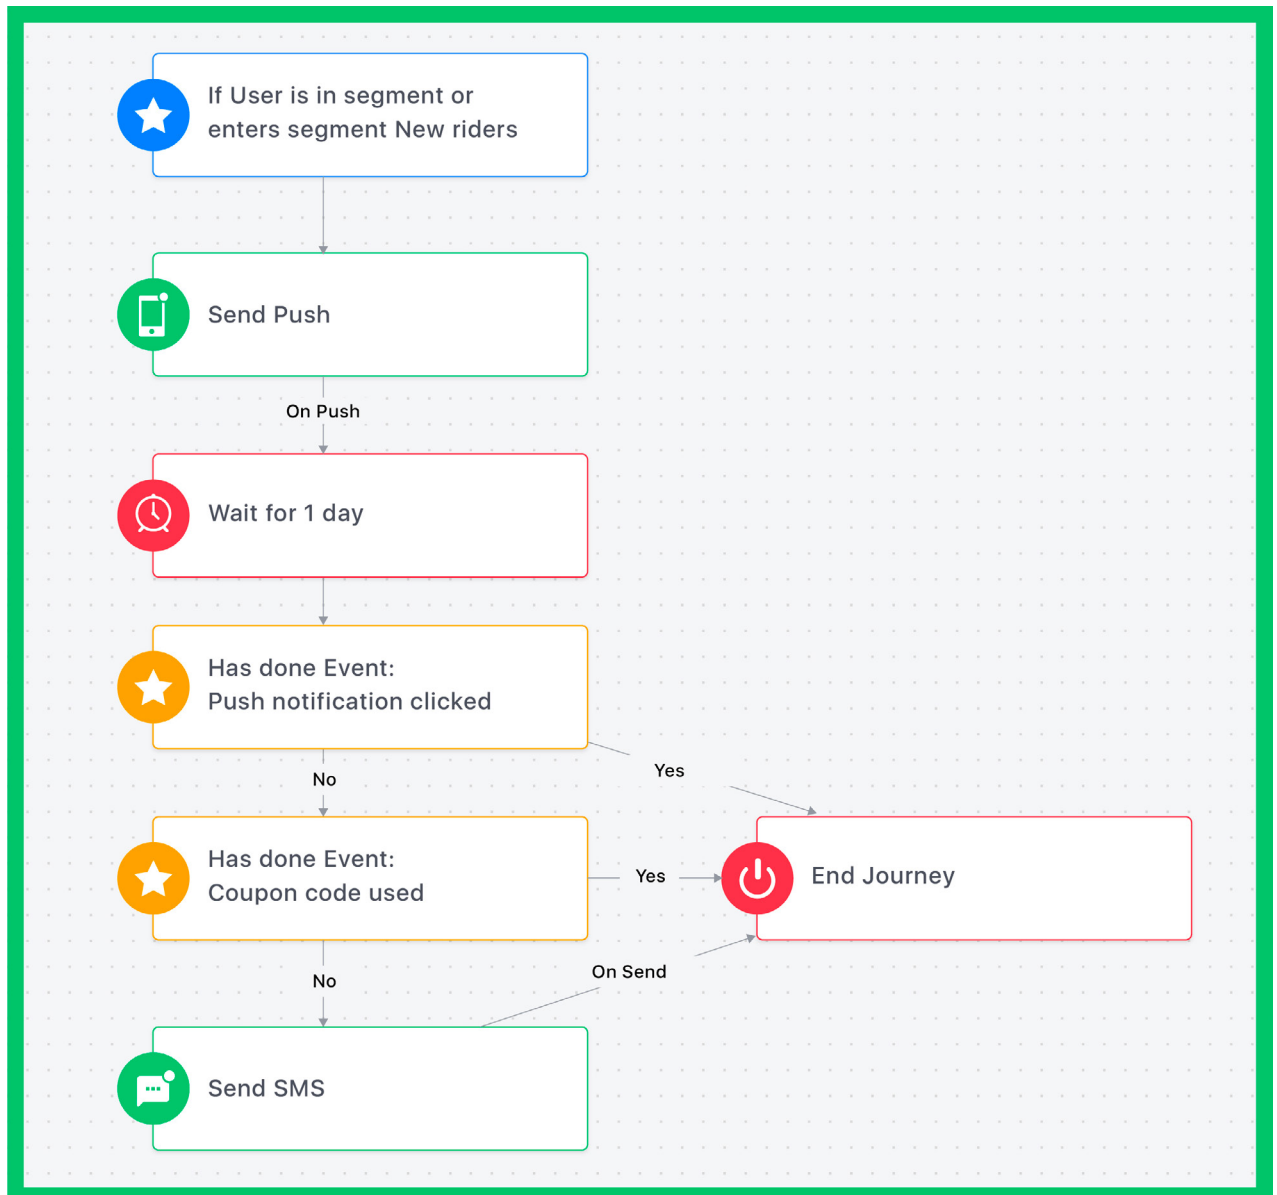 If User is in segment or
enters segment New riders
Send Push
On Push
Wait for 1 day
Has done Event:
Push notification clicked
Yes
No
Has done Event:
Coupon code used
Yes
End Journey
On Send
No
Send SMS